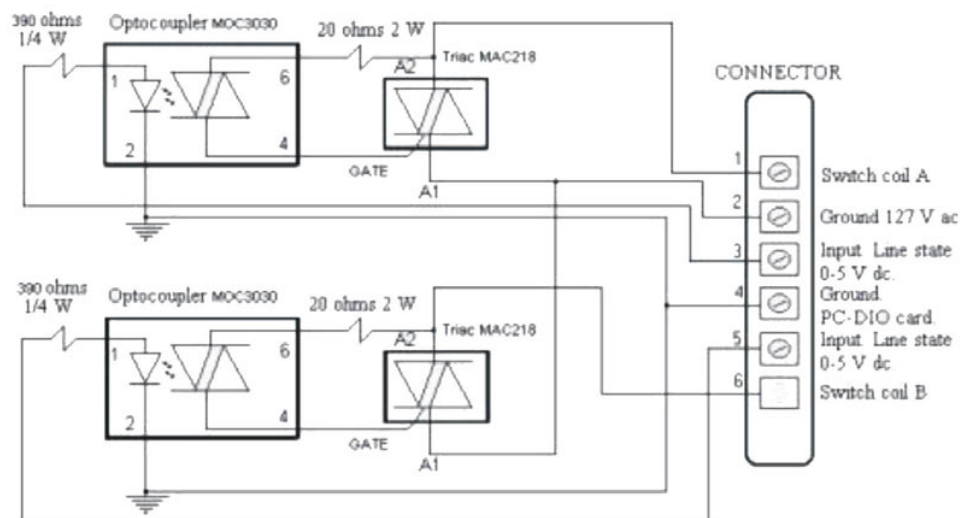 390 ohms
1/4 W
Optocoupler MOC3030
20 ohms 2 W
1
6
2
4
A2
Triac MAC218
GATE
A1
CONNECTOR
1
Switch coil A
2
Ground 127 V ac
3
Input Line state
0-5 V dc.
4
Ground
PC-DIO card.
5
Input Line state
0-5 V dc
6
Switch coil B
390 ohms
1/4 W
Optocoupler MOC3030
20 ohms 2 W
1
6
2
4
A2
Triac MAC218
GATE
A1